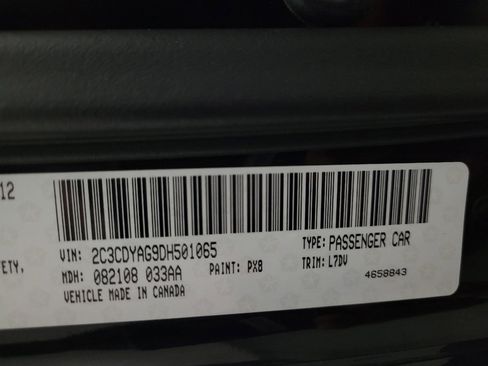 12
VIN: 2C3CDYAG9DH501065
TYPE: PASSENGER CAR
ETY,
MDH: 082108 033AA
PAINT: PX8
TRIM: L7DV
VEHICLE MADE IN CANADA
4658843